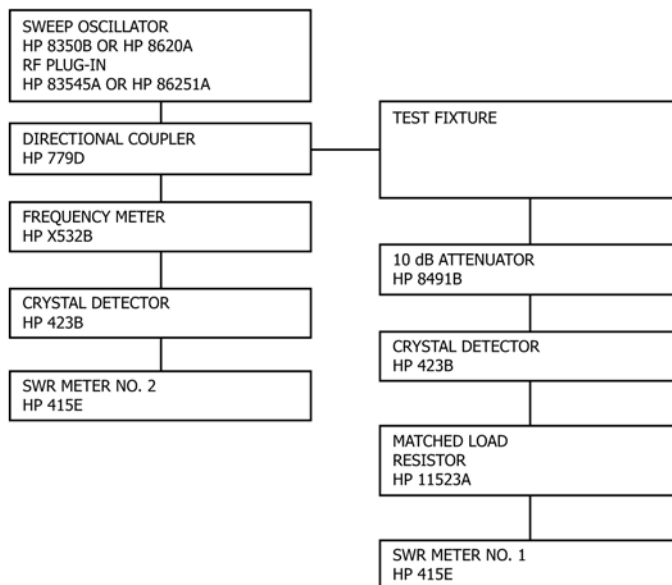 SWEEP OSCILLATOR
HP 8350B OR HP 8620A
RF PLUG-IN
HP 83545A OR HP 86251A
DIRECTIONAL COUPLER
HP 779D
FREQUENCY METER
HP X532B
CRYSTAL DETECTOR
HP 423B
SWR METER NO. 2
HP 415E
TEST FIXTURE
10 dB ATTENUATOR
HP 8491B
CRYSTAL DETECTOR
HP 423B
MATCHED LOAD
RESISTOR
HP 11523A
SWR METER NO. 1
HP 415E